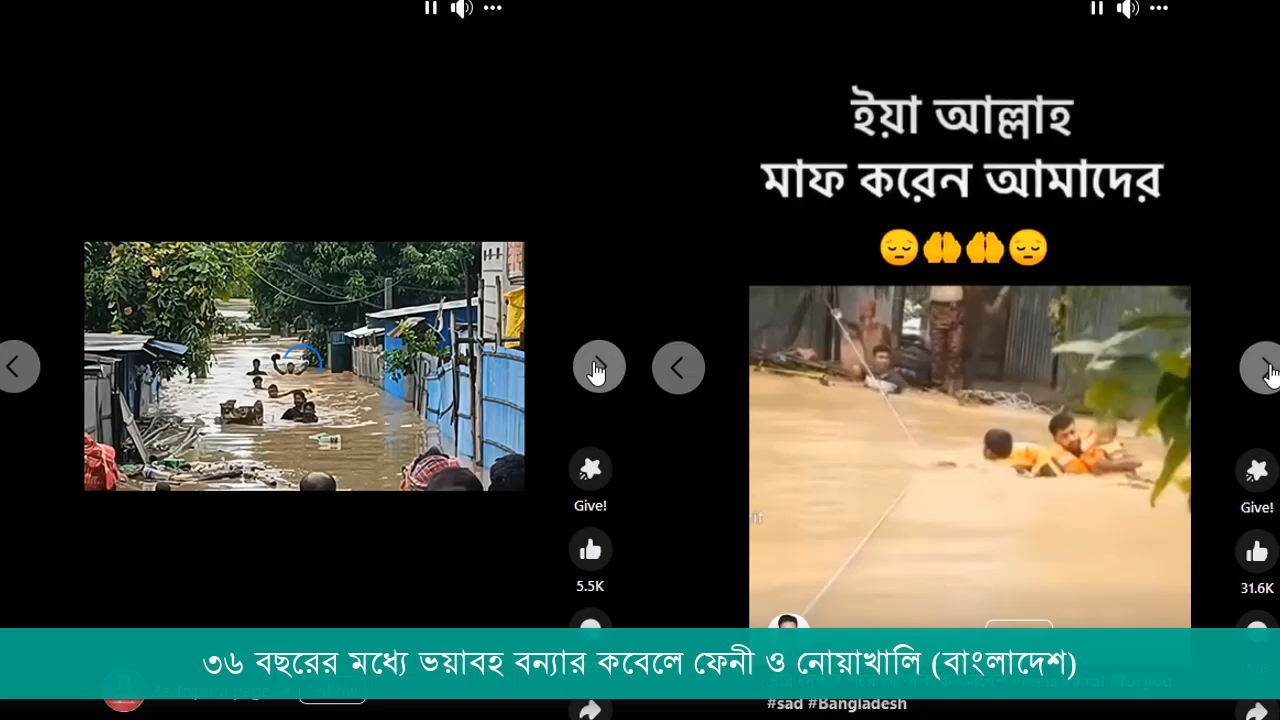 ইয়া আল্লাহ
মাফ করেন আমাদের
😔🤲🤲😔
Give!
5.5K
Give!
31.6K
৩৬ বছরের মধ্যে ভয়াবহ বন্যার কবেলে ফেনী ও নোয়াখালি (বাংলাদেশ)
#sad #Bangladesh